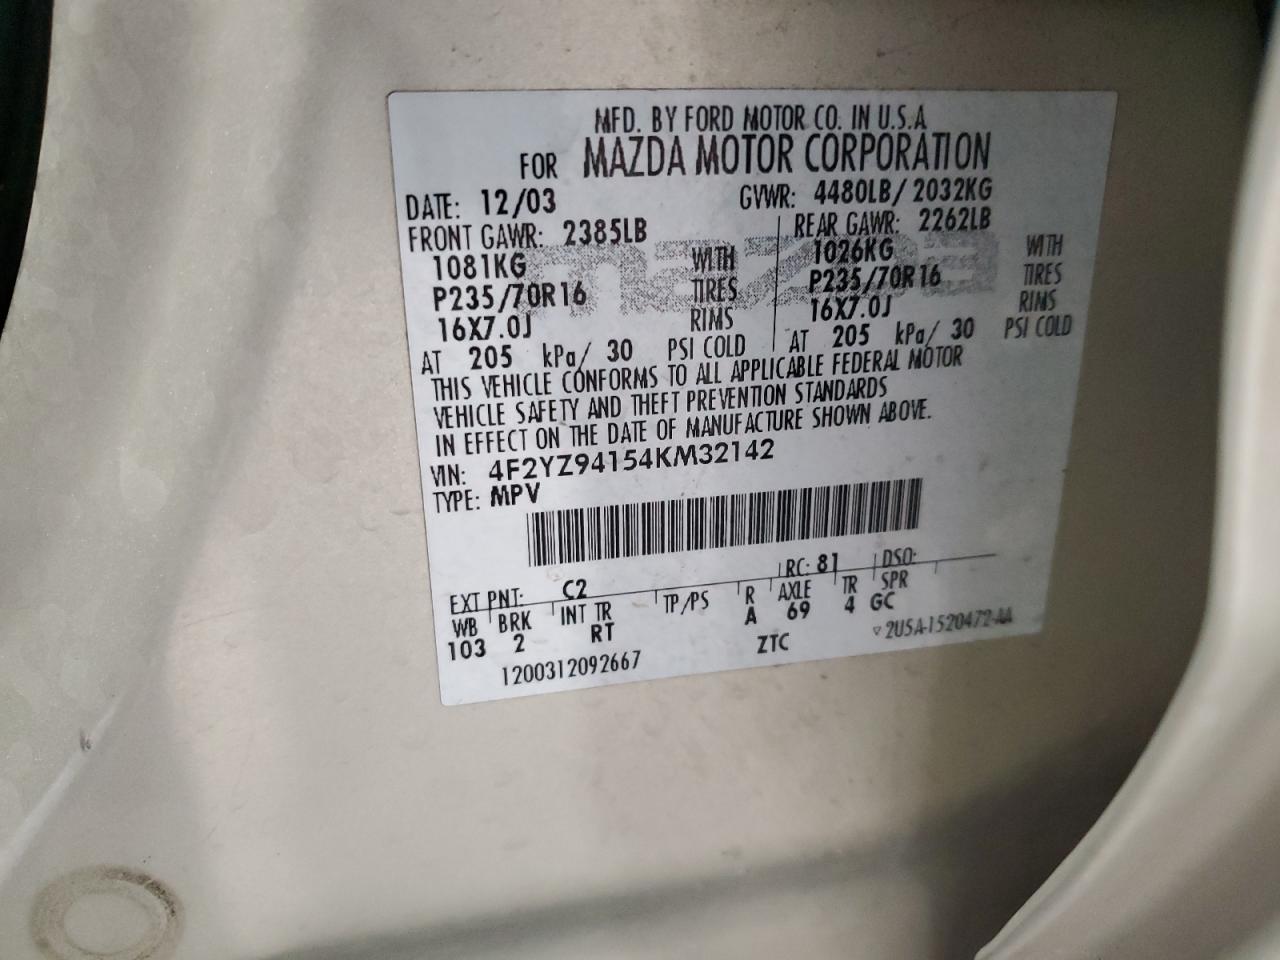 MFD. BY FORD MOTOR CO. IN U.S.A
FOR MAZDA MOTOR CORPORATION
DATE: 12/03 GVWR: 4480LB/ 2032KG
FRONT GAWR: 2385LB REAR GAWR: 2262LB
1081KG WITH 1026KG WITH
P235/70R16 TIRES P235/70R16 TIRES
16X7.0J RIMS 16X7.0J RIMS
AT 205 kPa/ 30 PSI COLD AT 205 kPa/ 30 PSI COLD
mazda
THIS VEHICLE CONFORMS TO ALL APPLICABLE FEDERAL MOTOR
VEHICLE SAFETY AND THEFT PREVENTION STANDARDS
IN EFFECT ON THE DATE OF MANUFACTURE SHOWN ABOVE.
VIN: 4F2YZ94154KM32142
TYPE: MPV
EXT PNT: C2 RC: 81 DSO:
WB BRK INT TR TP/PS R AXLE TR SPR
103 2 RT A 69 4 GC
1200312092667 ZTC ▽2USA-1520472-AA